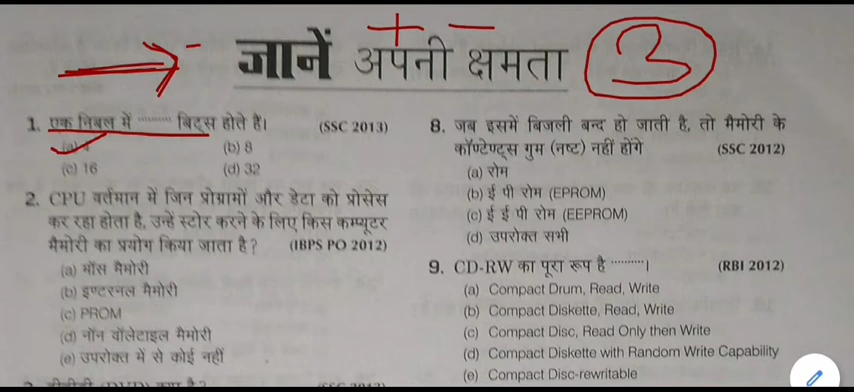 + −
जानें अपनी क्षमता 3
1. एक निबल में ......... बिट्स होते हैं। (SSC 2013)
(a) 4 (b) 8
(c) 16 (d) 32
2. CPU वर्तमान में जिन प्रोग्रामों और डेटा को प्रोसेस
कर रहा होता है, उन्हें स्टोर करने के लिए किस कम्प्यूटर
मैमोरी का प्रयोग किया जाता है? (IBPS PO 2012)
(a) मॉस मैमोरी
(b) इण्टरनल मैमोरी
(c) PROM
(d) नॉन वॉलेटाइल मैमोरी
(e) उपरोक्त में से कोई नहीं
8. जब इसमें बिजली बन्द हो जाती है, तो मैमोरी के
कॉण्टेण्ट्स गुम (नष्ट) नहीं होंगे (SSC 2012)
(a) रोम
(b) ई पी रोम (EPROM)
(c) ई ई पी रोम (EEPROM)
(d) उपरोक्त सभी
9. CD-RW का पूरा रूप है .........। (RBI 2012)
(a) Compact Drum, Read, Write
(b) Compact Diskette, Read, Write
(c) Compact Disc, Read Only then Write
(d) Compact Diskette with Random Write Capability
(e) Compact Disc-rewritable